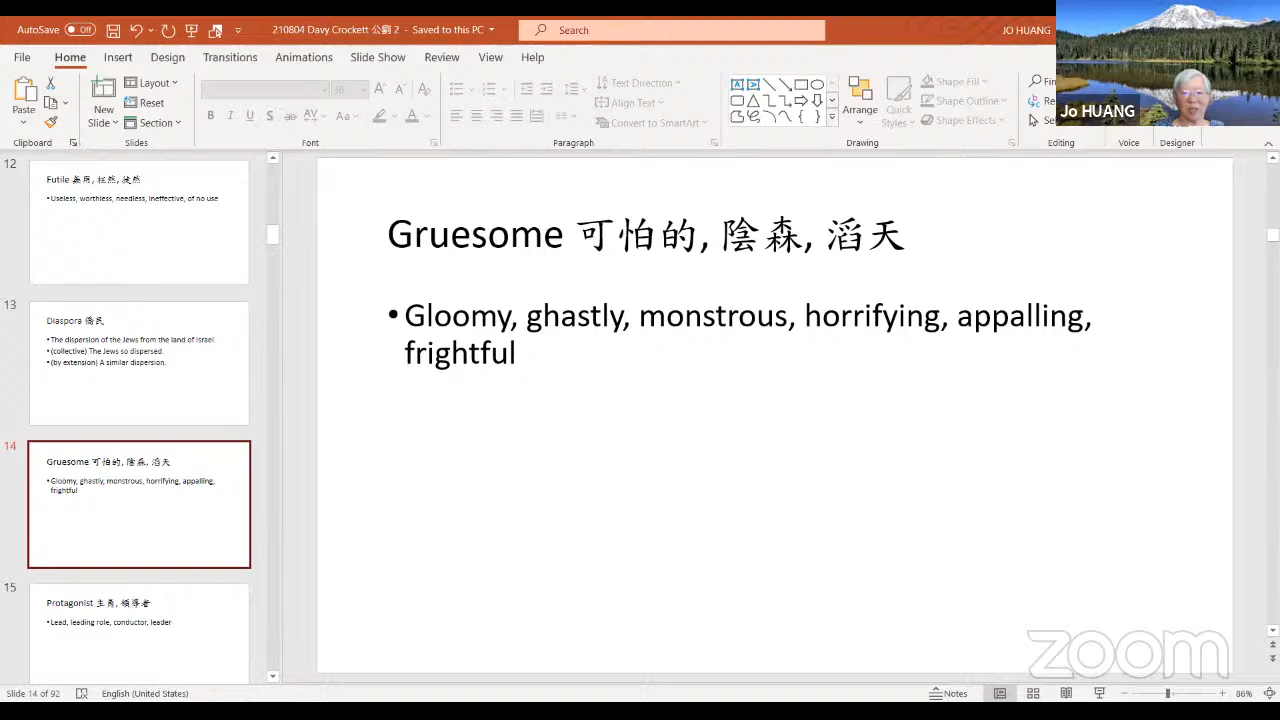 AutoSave Off
210804 Davy Crockett 公劉 2 - Saved to this PC
Search
JO HUANG
File Home Insert Design Transitions Animations Slide Show Review View Help
Paste
New
Slide
Layout
Reset
Section
38
Aa
Text Direction
Align Text
Convert to SmartArt
Arrange
Quick
Styles
Shape Fill
Shape Outline
Shape Effects
Clipboard
Slides
Font
Paragraph
Drawing
Editing
Voice
Designer
Jo HUANG
12
Futile 無用, 枉然, 徒然
• Useless, worthless, needless, ineffective, of no use
13
Diaspora 僑民
• The dispersion of the Jews from the land of Israel
• (collective) The Jews so dispersed.
• (by extension) A similar dispersion.
14
Gruesome 可怕的, 陰森, 滔天
• Gloomy, ghastly, monstrous, horrifying, appalling,
frightful
15
Protagonist 主角, 領導者
• Lead, leading role, conductor, leader
Gruesome 可怕的, 陰森, 滔天
• Gloomy, ghastly, monstrous, horrifying, appalling,
frightful
zoom
Slide 14 of 92
English (United States)
Notes
86%